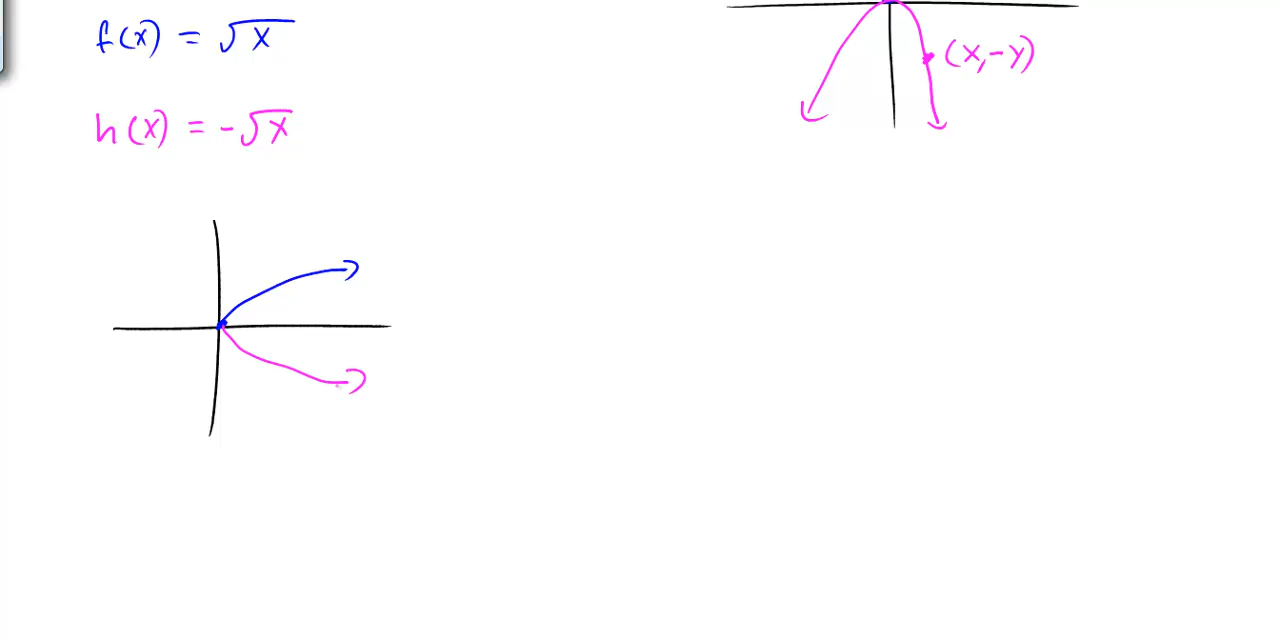 f(x) = √x
(x,-y)
h(x) = -√x